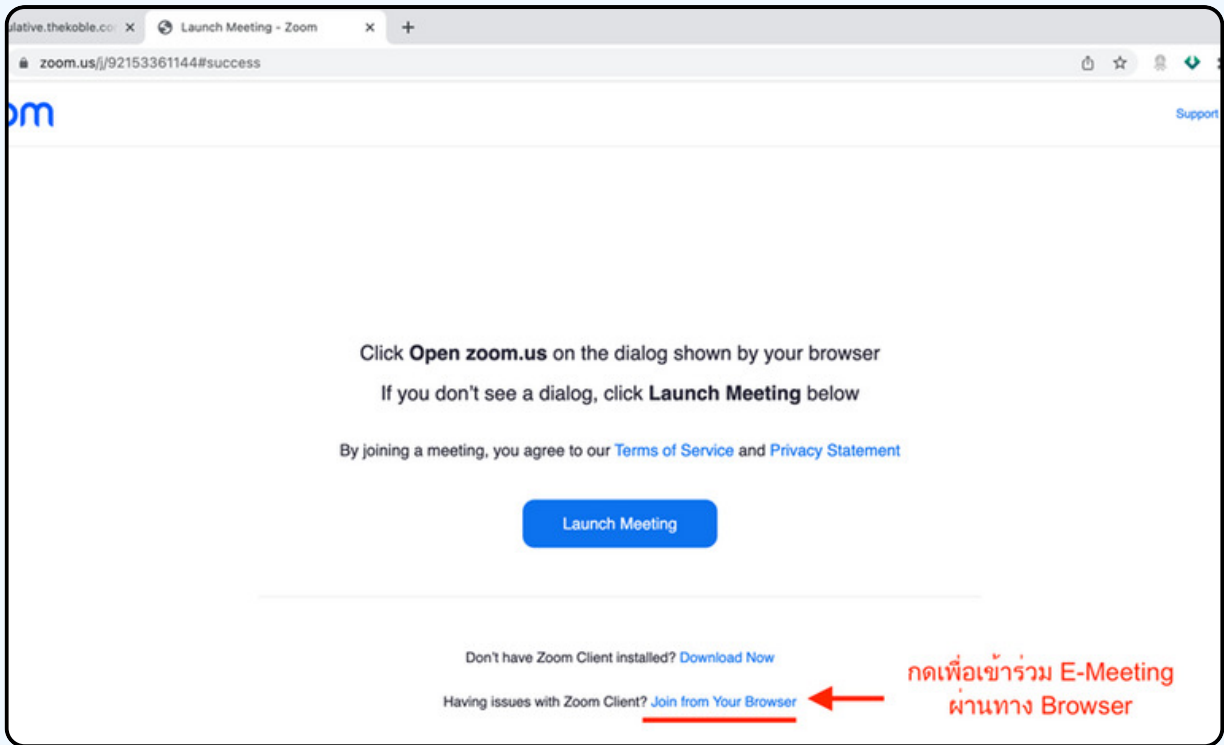 ulative.thekoble.co
Launch Meeting - Zoom
zoom.us/j/92153361144#success
om
Support
Click Open zoom.us on the dialog shown by your browser
If you don't see a dialog, click Launch Meeting below
By joining a meeting, you agree to our Terms of Service and Privacy Statement
Launch Meeting
Don't have Zoom Client installed? Download Now
Having issues with Zoom Client? Join from Your Browser
กดเพื่อเข้าร่วม E-Meeting
ผ่านทาง Browser